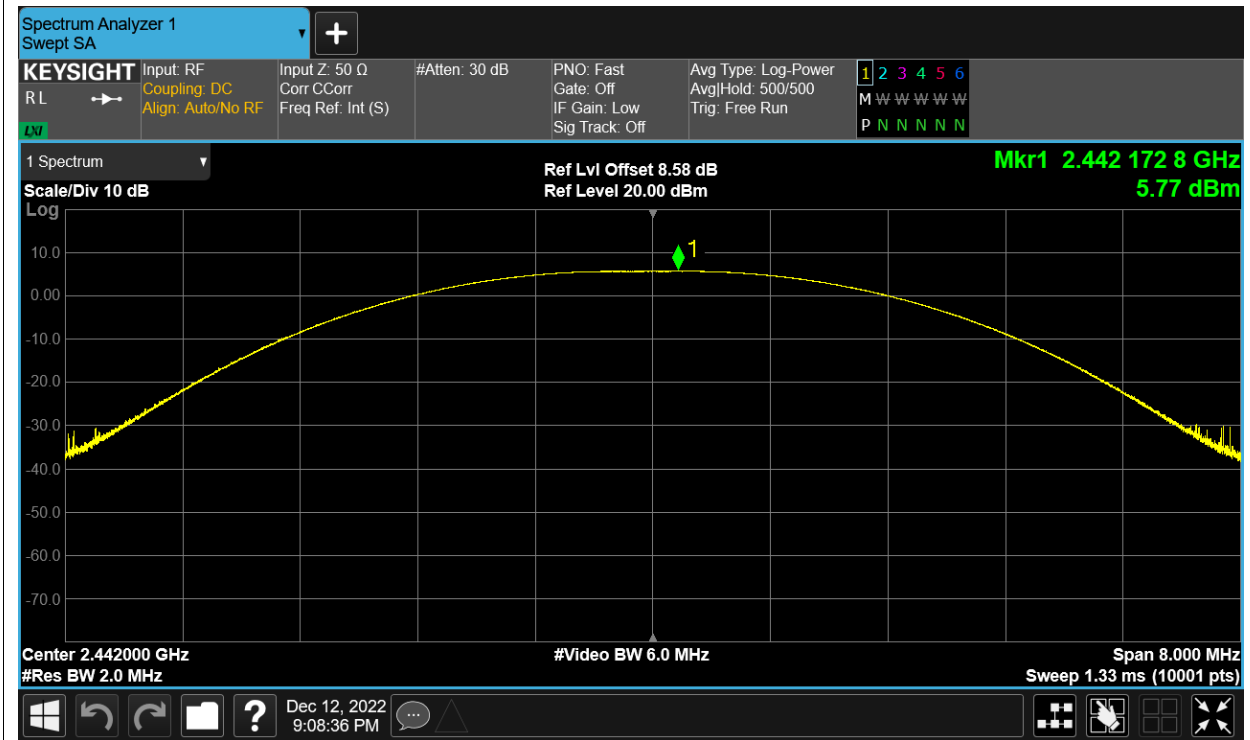 Spectrum Analyzer 1
Swept SA
KEYSIGHT
R L
LXI
Input: RF
Coupling: DC
Align: Auto/No RF
Input Z: 50 Ω
Corr CCorr
Freq Ref: Int (S)
#Atten: 30 dB
PNO: Fast
Gate: Off
IF Gain: Low
Sig Track: Off
Avg Type: Log-Power
Avg|Hold: 500/500
Trig: Free Run
1 2 3 4 5 6
M W W W W W
P N N N N N
1 Spectrum
Scale/Div 10 dB
Log
Ref Lvl Offset 8.58 dB
Ref Level 20.00 dBm
Mkr1 2.442 172 8 GHz
5.77 dBm
1
10.0
0.00
-10.0
-20.0
-30.0
-40.0
-50.0
-60.0
-70.0
Center 2.442000 GHz
#Res BW 2.0 MHz
#Video BW 6.0 MHz
Span 8.000 MHz
Sweep 1.33 ms (10001 pts)
?
Dec 12, 2022
9:08:36 PM